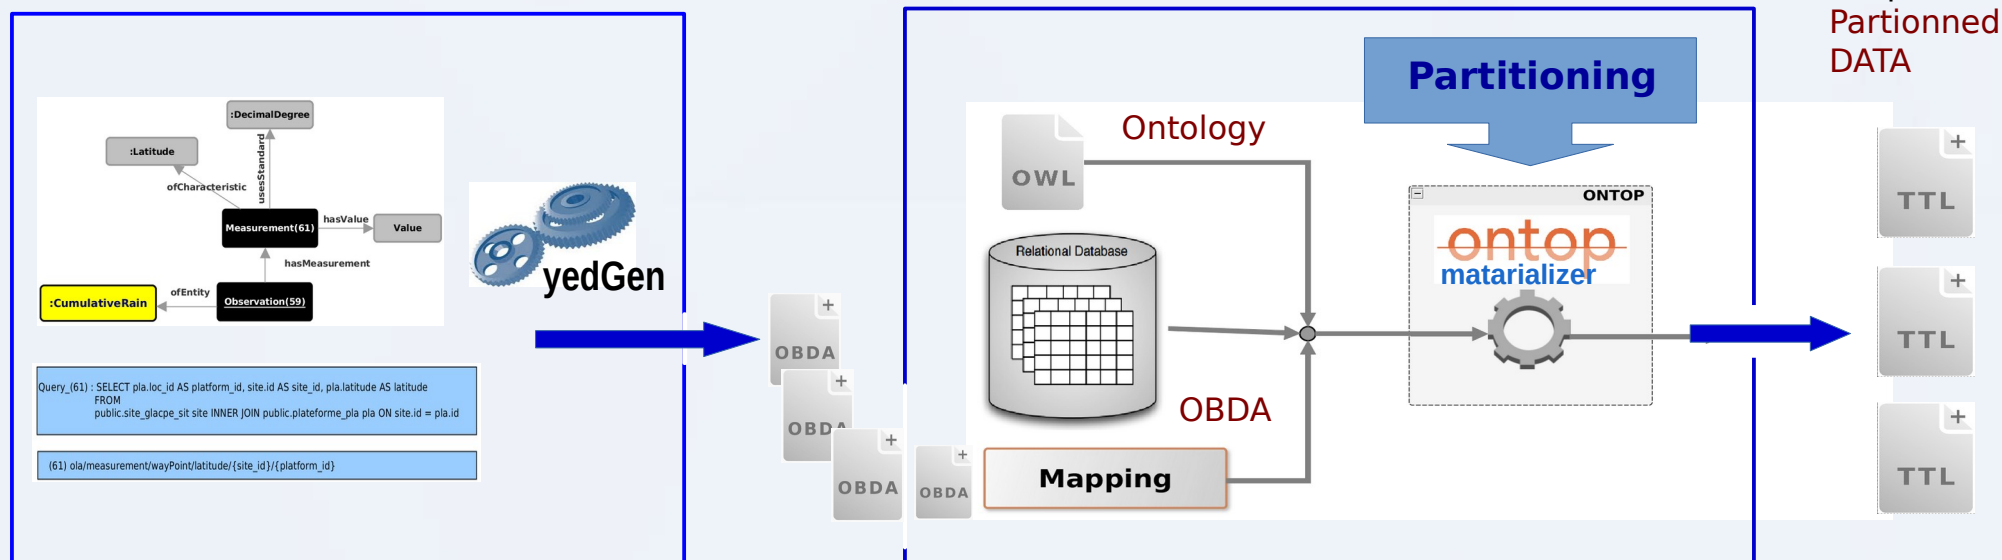 :DecimalDegree
:Latitude
usesStandard
ofCharacteristic
Measurement(61)
hasValue
Value
hasMeasurement
ofEntity
:CumulativeRain
Observation(59)
Query_(61) : SELECT pla.loc_id AS platform_id, site.id AS site_id, pla.latitude AS latitude
FROM
public.site_glacpe_sit site INNER JOIN public.plateforme_pla pla ON site.id = pla.id
(61) ola/measurement/wayPoint/latitude/{site_id}/{platform_id}
yedGen
OBDA
OBDA
OBDA
OBDA
Ontology
OWL
Relational Database
OBDA
Mapping
Partitioning
ONTOP
ontop
matarializer
Partionned
DATA
TTL
TTL
TTL